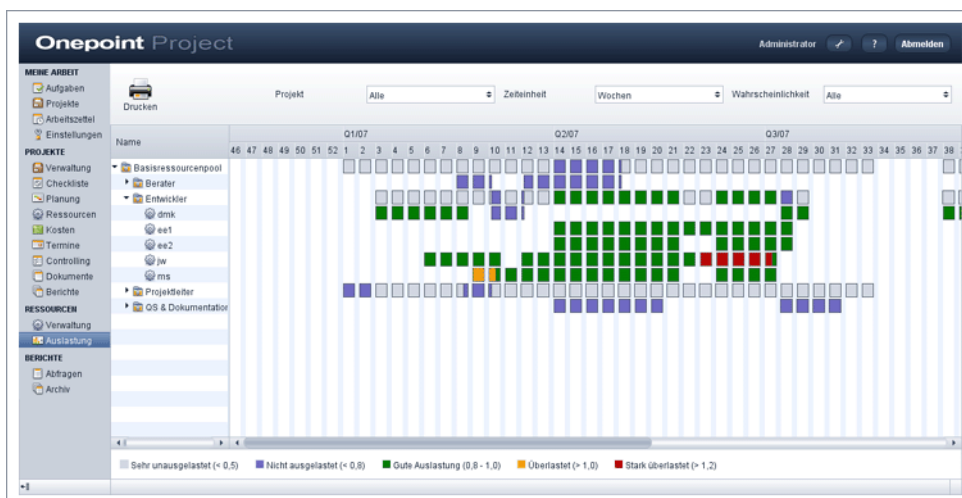 Onepoint Project
Administrator ? Abmelden
MEINE ARBEIT
Aufgaben
Projekte
Arbeitszettel
Einstellungen
PROJEKTE
Verwaltung
Checkliste
Planung
Ressourcen
Kosten
Termine
Controlling
Dokumente
Berichte
RESSOURCEN
Verwaltung
Auslastung
BERICHTE
Abfragen
Archiv
Drucken
Projekt Alle Zeiteinheit Wochen Wahrscheinlichkeit Alle
Name
Q1/07 Q2/07 Q3/07
46 47 48 49 50 51 52 1 2 3 4 5 6 7 8 9 10 11 12 13 14 15 16 17 18 19 20 21 22 23 24 25 26 27 28 29 30 31 32 33 34 35 36 37 38
Basisressourcenpool
Berater
Entwickler
dmk
ee1
ee2
jw
ms
Projektleiter
QS & Dokumentation
Sehr unausgelastet (< 0,5) Nicht ausgelastet (< 0,8) Gute Auslastung (0,8 - 1,0) Überlastet (> 1,0) Stark überlastet (> 1,2)